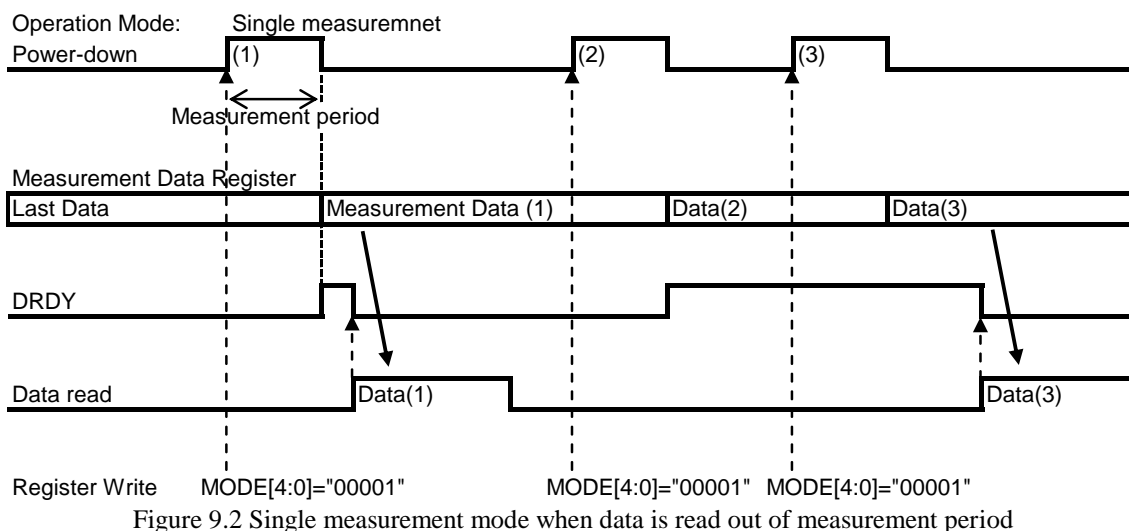 Operation Mode: Single measuremnet
Power-down (1) (2) (3)
Measurement period
Measurement Data Register
Last Data Measurement Data (1) Data(2) Data(3)
DRDY
Data read Data(1) Data(3)
Register Write MODE[4:0]="00001" MODE[4:0]="00001" MODE[4:0]="00001"
Figure 9.2 Single measurement mode when data is read out of measurement period